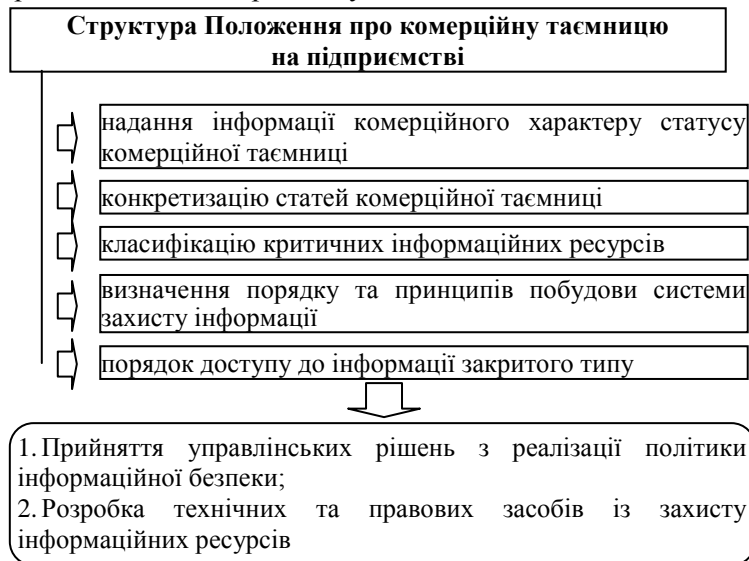 Структура Положення про комерційну таємницю
на підприємстві
надання інформації комерційного характеру статусу
комерційної таємниці
конкретизацію статей комерційної таємниці
класифікацію критичних інформаційних ресурсів
визначення порядку та принципів побудови системи
захисту інформації
порядок доступу до інформації закритого типу
1. Прийняття управлінських рішень з реалізації політики
інформаційної безпеки;
2. Розробка технічних та правових засобів із захисту
інформаційних ресурсів